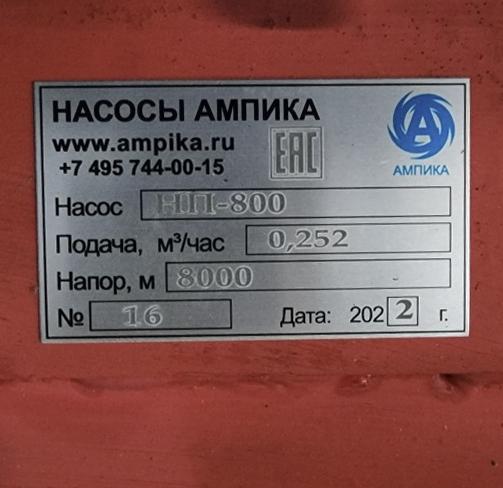 НАСОСЫ АМПИКА
www.ampika.ru
+7 495 744-00-15
ЕАС
АМПИКА
Насос НП-800
Подача, м³/час 0,252
Напор, м 8000
№ 16 Дата: 2022 г.